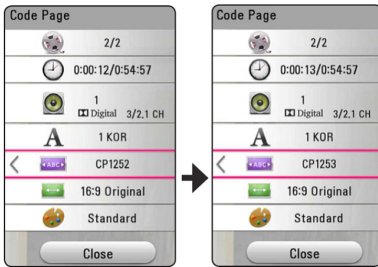 Code Page
2/2
0:00:12/0:54:57
1
Digital 3/2.1 CH
A
1 KOR
ABC
CP1252
16:9 Original
Standard
Close
Code Page
2/2
0:00:13/0:54:57
1
Digital 3/2.1 CH
A
1 KOR
ABC
CP1253
16:9 Original
Standard
Close